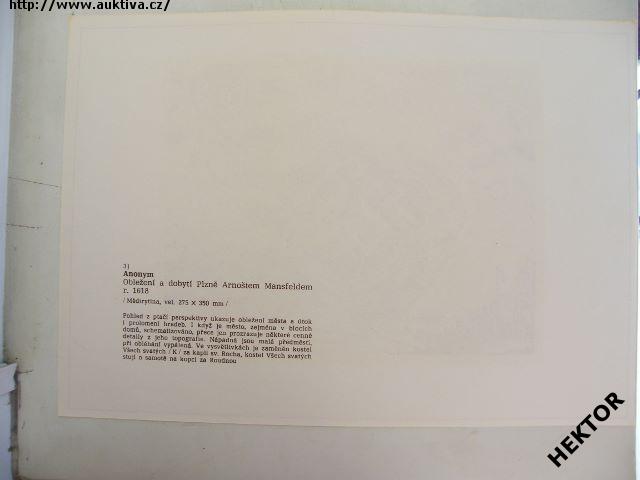 http://www.auktiva.cz/
3)
Anonym
Obležení a dobytí Plzně Arnoštem Mansfeldem
r. 1618
/ Mědirytina, vel. 275 × 350 mm /
Pohled z ptačí perspektivy ukazuje obležení města a útok
i prolomení hradeb. I když je město, zejména v blocích
domů, schematizováno, přece jen prozrazuje některé cenné
detaily z jeho topografie. Nápadná jsou malá předměstí,
při obléhání vypálená. Ve vysvětlivkách je zaměněn kostel
Všech svatých / K / za kapli sv. Rocha, kostel Všech svatých
stojí o samotě na kopci za Roudnou
HEKTOR